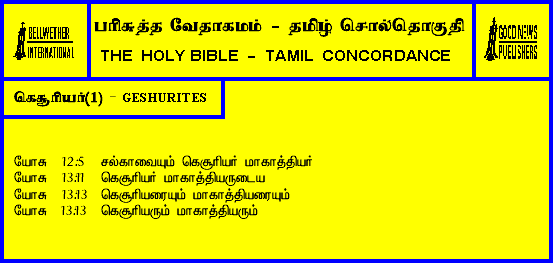 BELLWETHER
INTERNATIONAL
பரிசுத்த வேதாகமம் - தமிழ் சொல்தொகுதி
THE HOLY BIBLE - TAMIL CONCORDANCE
GOOD NEWS
PUBLISHERS
கெசூரியர்(1) - GESHURITES
யோசு 12:5 சல்காவையும் கெசூரியர் மாகாத்தியர்
யோசு 13:11 கெசூரியர் மாகாத்தியருடைய
யோசு 13:13 கெசூரியரையும் மாகாத்தியரையும்
யோசு 13:13 கெசூரியரும் மாகாத்தியரும்